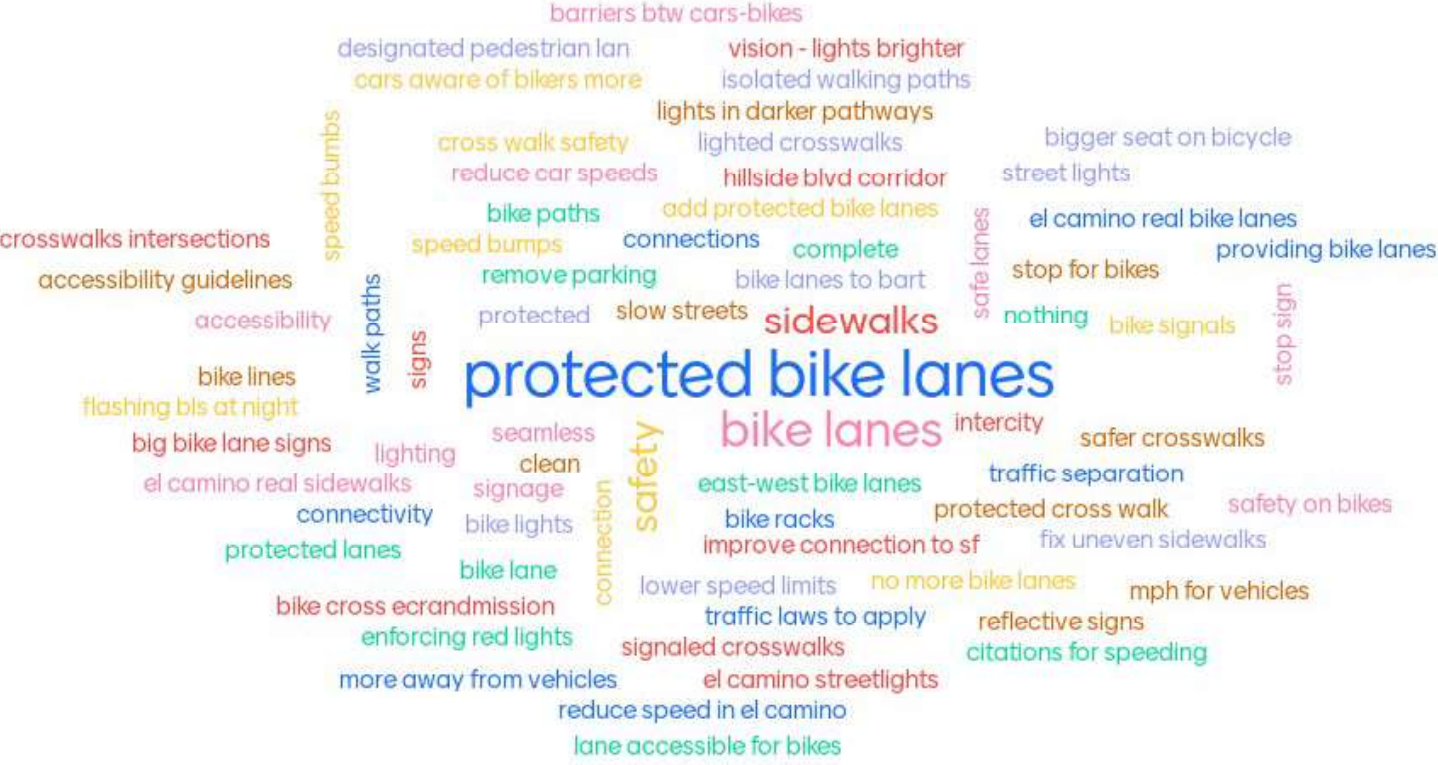 barriers btw cars-bikes
designated pedestrian lan
vision - lights brighter
cars aware of bikers more
isolated walking paths
lights in darker pathways
speed bumbs
cross walk safety
lighted crosswalks
bigger seat on bicycle
reduce car speeds
hillside blvd corridor
street lights
bike paths
add protected bike lanes
safe lanes
el camino real bike lanes
crosswalks intersections
speed bumps
connections
complete
providing bike lanes
accessibility guidelines
remove parking
bike lanes to bart
stop for bikes
accessibility
walk paths
signs
protected
slow streets
sidewalks
nothing
bike signals
stop sign
bike lines
protected bike lanes
flashing bls at night
bike lanes
intercity
big bike lane signs
lighting
seamless
safety
safer crosswalks
clean
el camino real sidewalks
signage
connection
east-west bike lanes
traffic separation
connectivity
bike lights
bike racks
protected cross walk
safety on bikes
protected lanes
improve connection to sf
fix uneven sidewalks
bike lane
lower speed limits
no more bike lanes
mph for vehicles
bike cross ecrandmission
traffic laws to apply
reflective signs
enforcing red lights
signaled crosswalks
citations for speeding
more away from vehicles
el camino streetlights
reduce speed in el camino
lane accessible for bikes